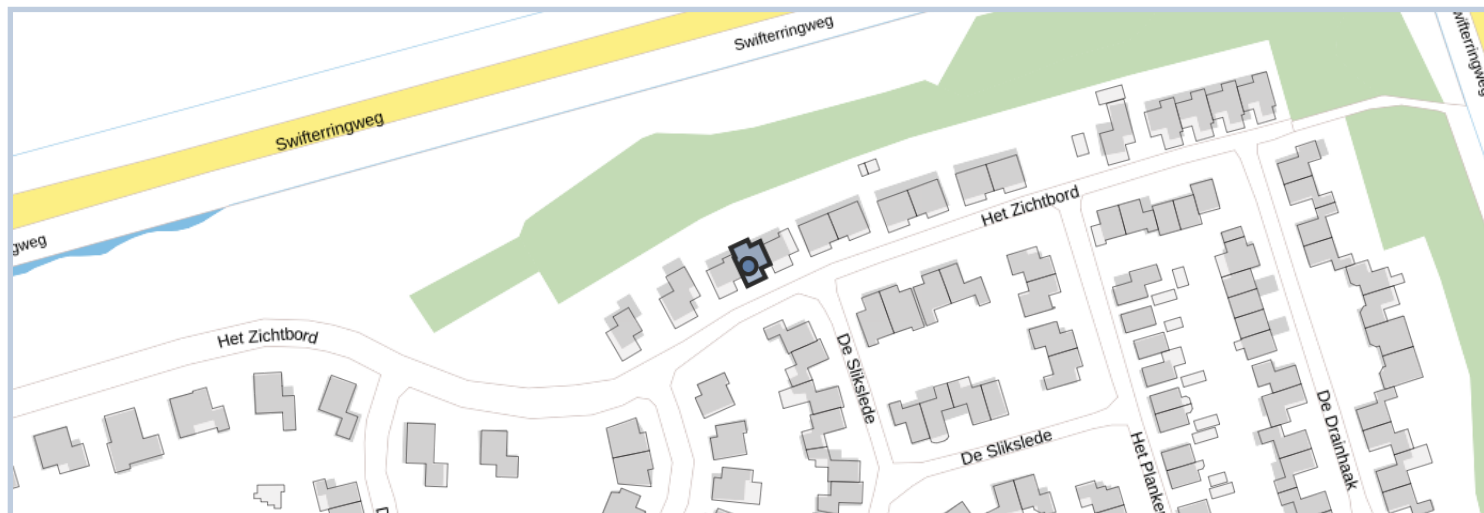 Swifterringweg
Swifterringweg
Swifterringweg
gweg
Het Zichtbord
Het Zichtbord
De Slikslede
De Slikslede
De Drainhaak
Het Planke
D